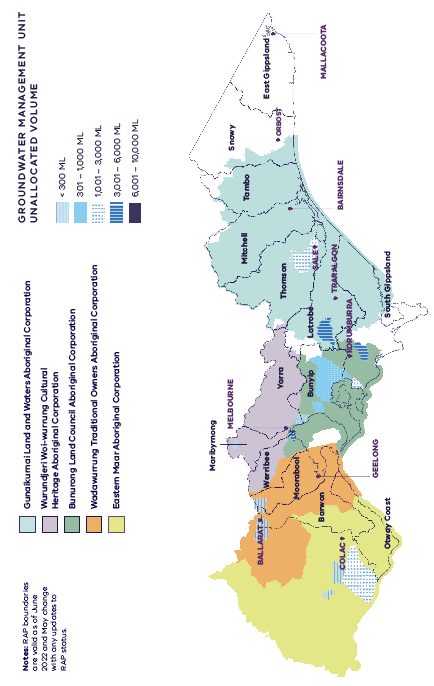 GROUNDWATER MANAGEMENT UNIT
UNALLOCATED VOLUME
< 300 ML
301 – 1,000 ML
1,001 – 3,000 ML
3,001 – 6,000 ML
6,001 – 10,000 ML
Gunaikurnai Land and Waters Aboriginal Corporation
Wurundjeri Woi-wurrung Cultural
Heritage Aboriginal Corporation
Bunurong Land Council Aboriginal Corporation
Wadawurrung Traditional Owners Aboriginal Corporation
Eastern Maar Aboriginal Corporation
Notes: RAP boundaries
are valid as of June
2022 and May change
with any updates to
RAP status.
East Gippsland
MALLACOOTA
Snowy
ORBOST
Tambo
BAIRNSDALE
Mitchell
Thomson
SALE
TRARALGON
Latrobe
South Gippsland
KORUMBURRA
Yarra
Bunyip
MELBOURNE
Maribyrnong
Werribee
Moorabool
GEELONG
Barwon
BALLARAT
COLAC
Otway Coast